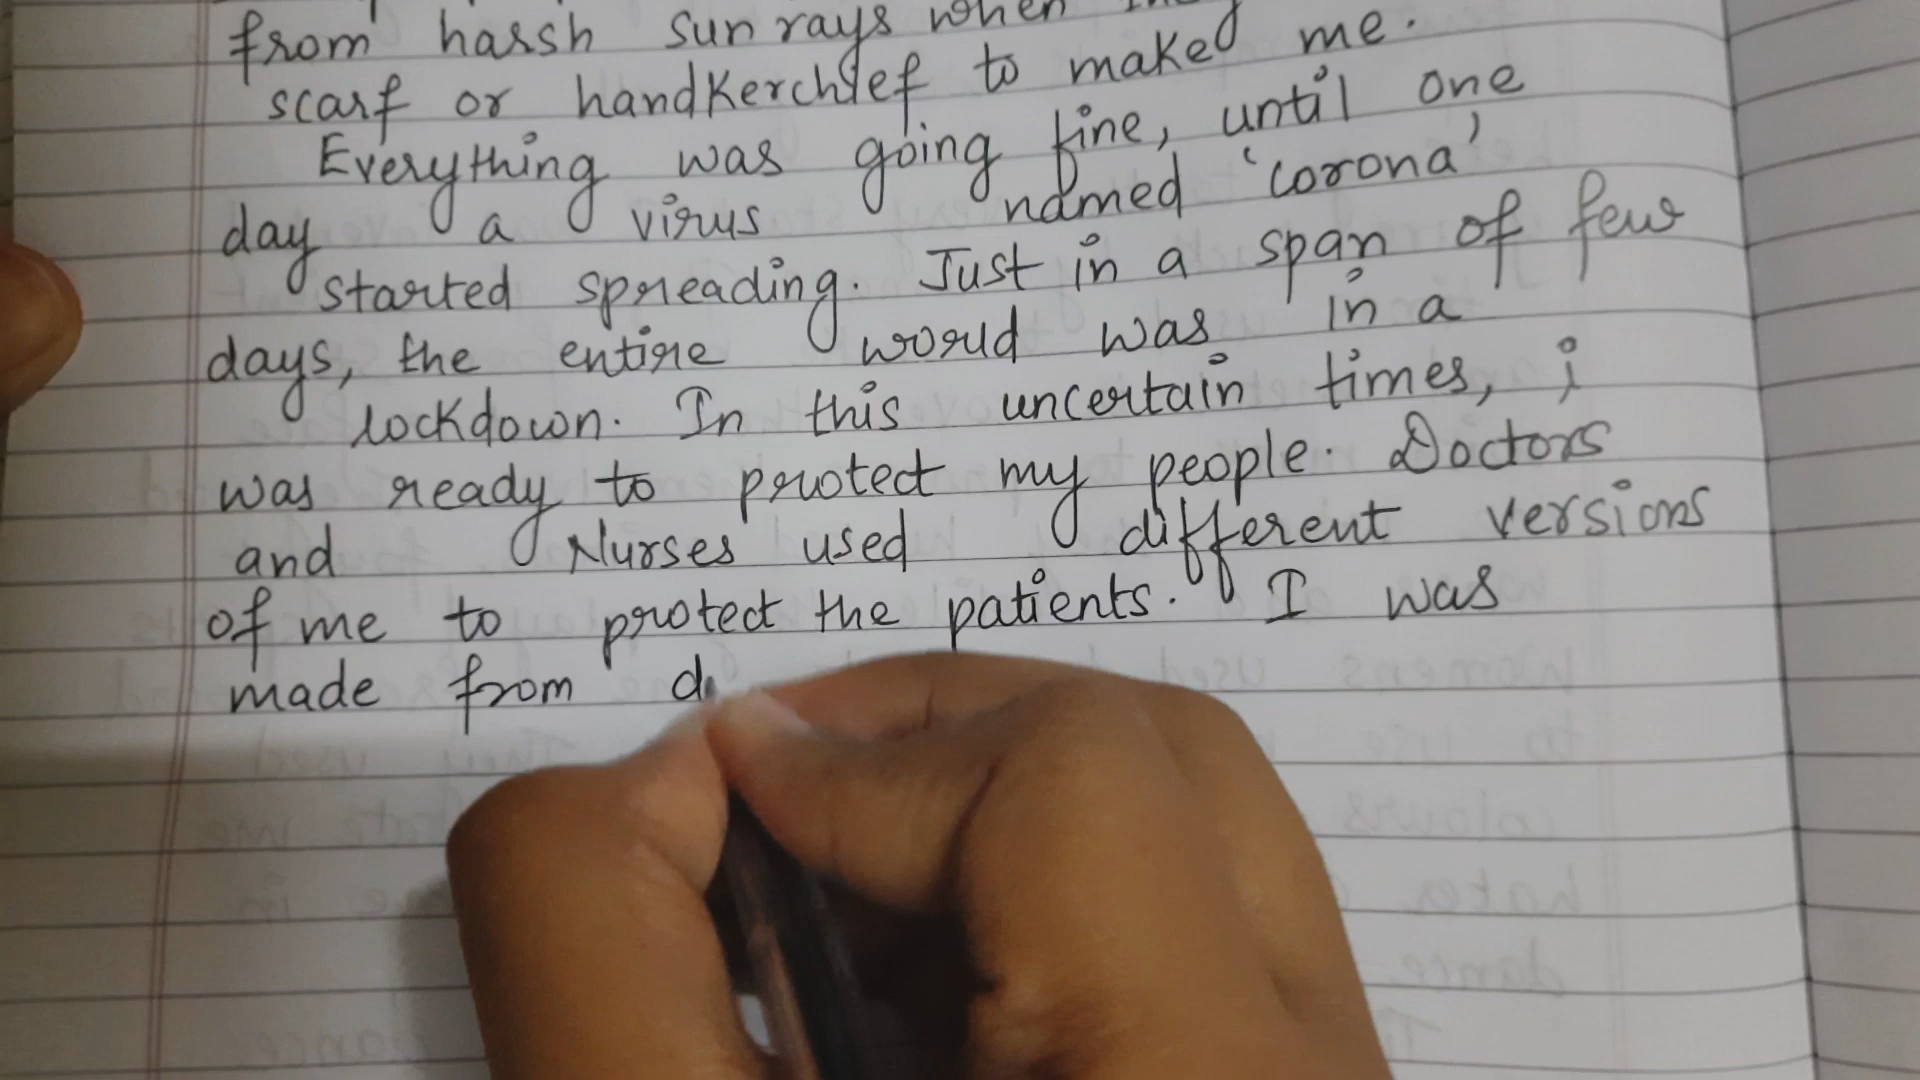 from harsh sun rays when
scarf or handkerchief to make me.
Everything was going fine, until one
day a virus named 'corona'
started spreading. Just in a span of few
days, the entire world was in a
lockdown. In this uncertain times, i
was ready to protect my people. Doctors
and Nurses used different versions
of me to protect the patients. I was
made from